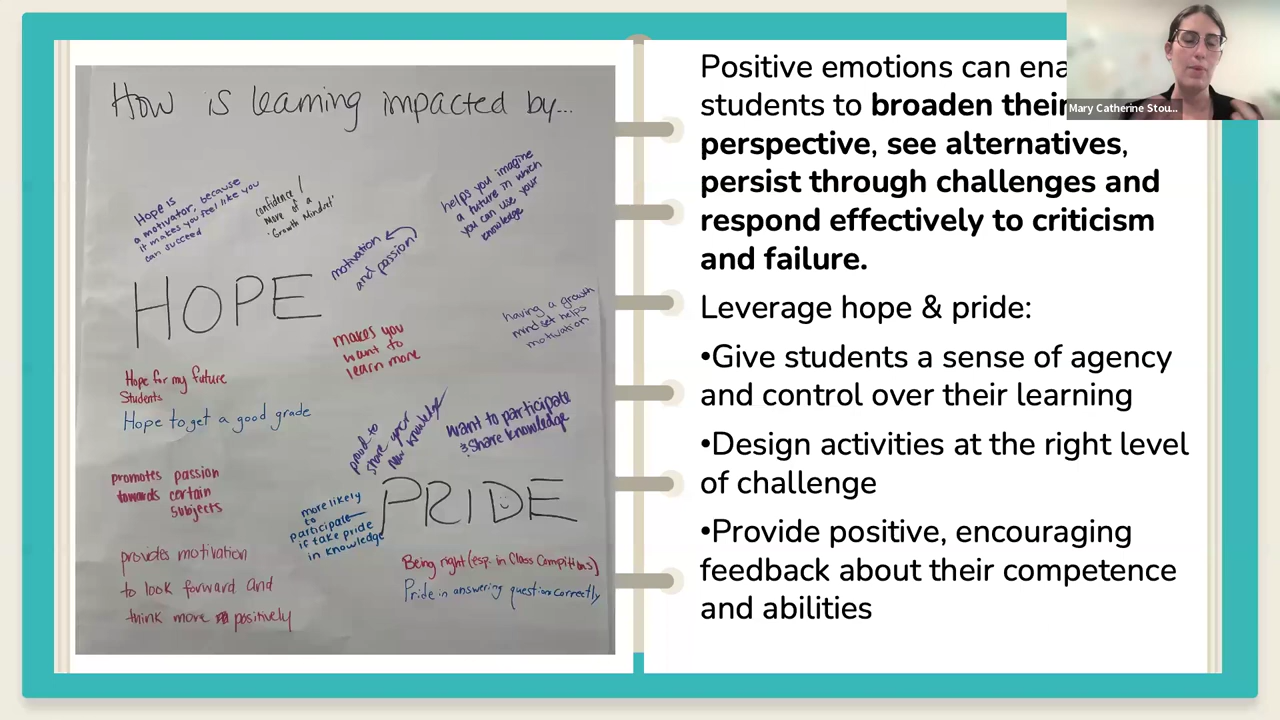 How is learning impacted by...
Hope is
a motivator, because
it makes you feel like you
can succeed
confidence /
More of a
"Growth Mindset"
motivation
and passion
helps you imagine
a future in which
you can use your
knowledge
HOPE
having a growth
mindset helps
motivation
makes you
want to
learn more
Hope for my future
Students
Hope to get a good grade
proud to
share your
new knowledge
want to participate
& share knowledge
promotes passion
towards certain
subjects
more likely
to
participate
if take pride
in knowledge
PRIDE
provides motivation
to look forward and
think more positively
Being right (esp. in Class Compitions)
Pride in answering question correctly
Positive emotions can ena
students to broaden their
perspective, see alternatives,
persist through challenges and
respond effectively to criticism
and failure.
Leverage hope & pride:
•Give students a sense of agency
and control over their learning
•Design activities at the right level
of challenge
•Provide positive, encouraging
feedback about their competence
and abilities
Mary Catherine Stou...